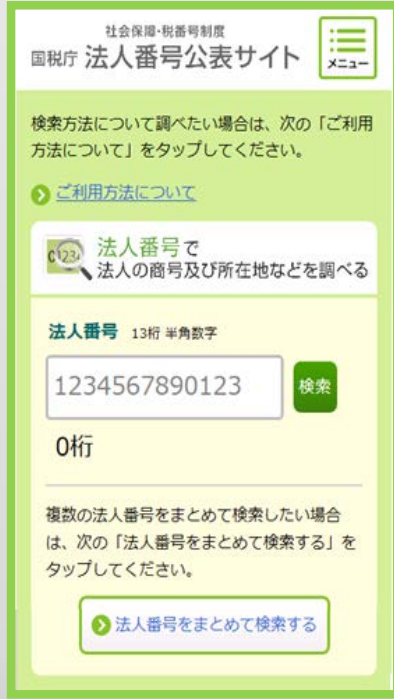 社会保障・税番号制度
国税庁 法人番号公表サイト
メニュー
検索方法について調べたい場合は、次の「ご利用
方法について」をタップしてください。
ご利用方法について
法人番号で
法人の商号及び所在地などを調べる
法人番号 13桁 半角数字
1234567890123
検索
0桁
複数の法人番号をまとめて検索したい場合
は、次の「法人番号をまとめて検索する」を
タップしてください。
法人番号をまとめて検索する